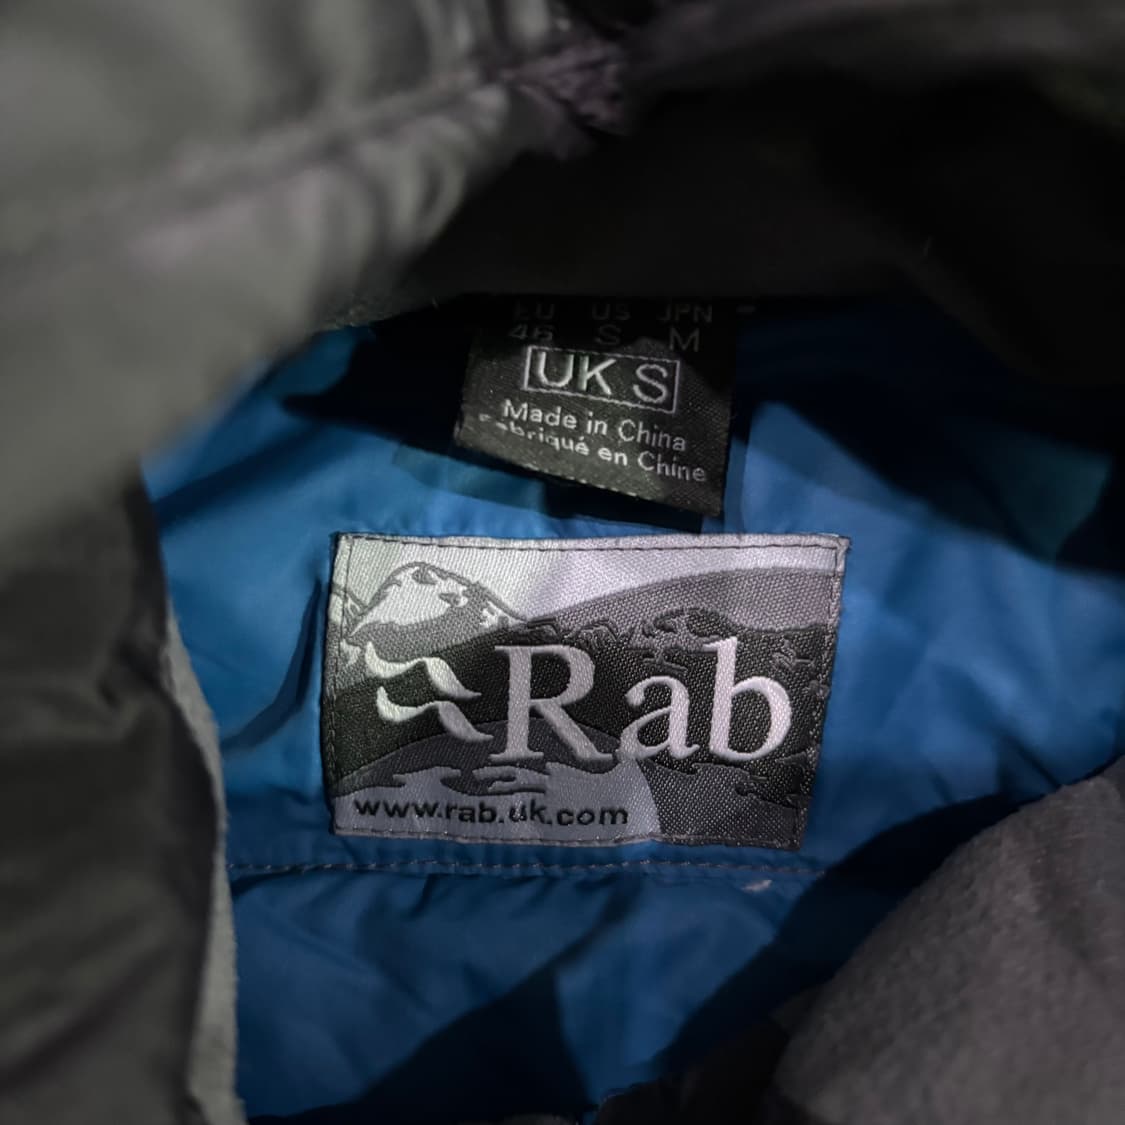 EU US JPN
46 S M
UK S
Made in China
Fabriqué en Chine
Rab
www.rab.uk.com